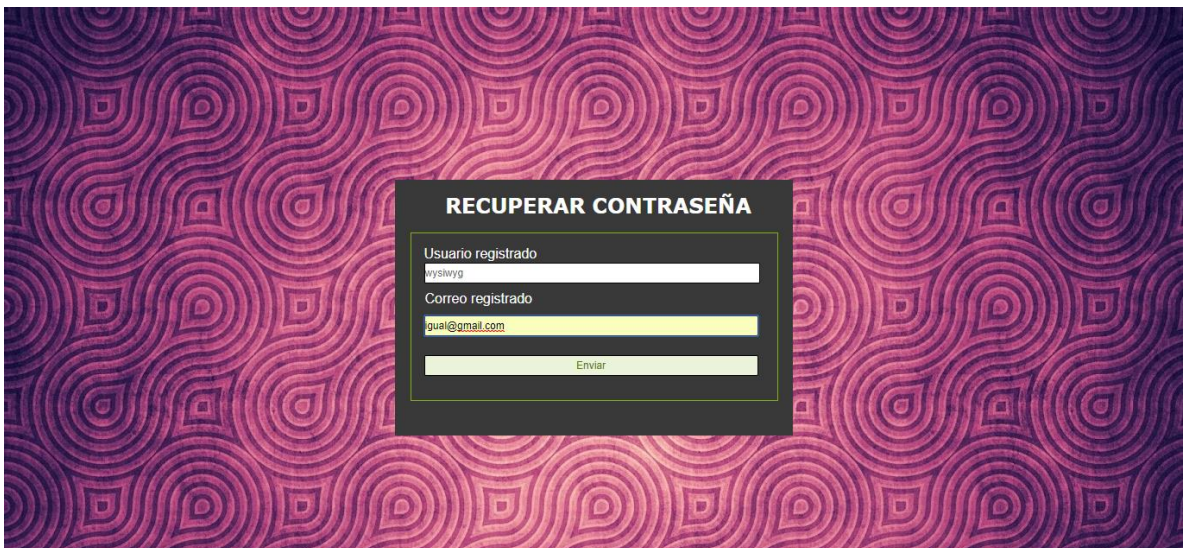 RECUPERAR CONTRASEÑA
Usuario registrado
wysiwyg
Correo registrado
igual@gmail.com
Enviar